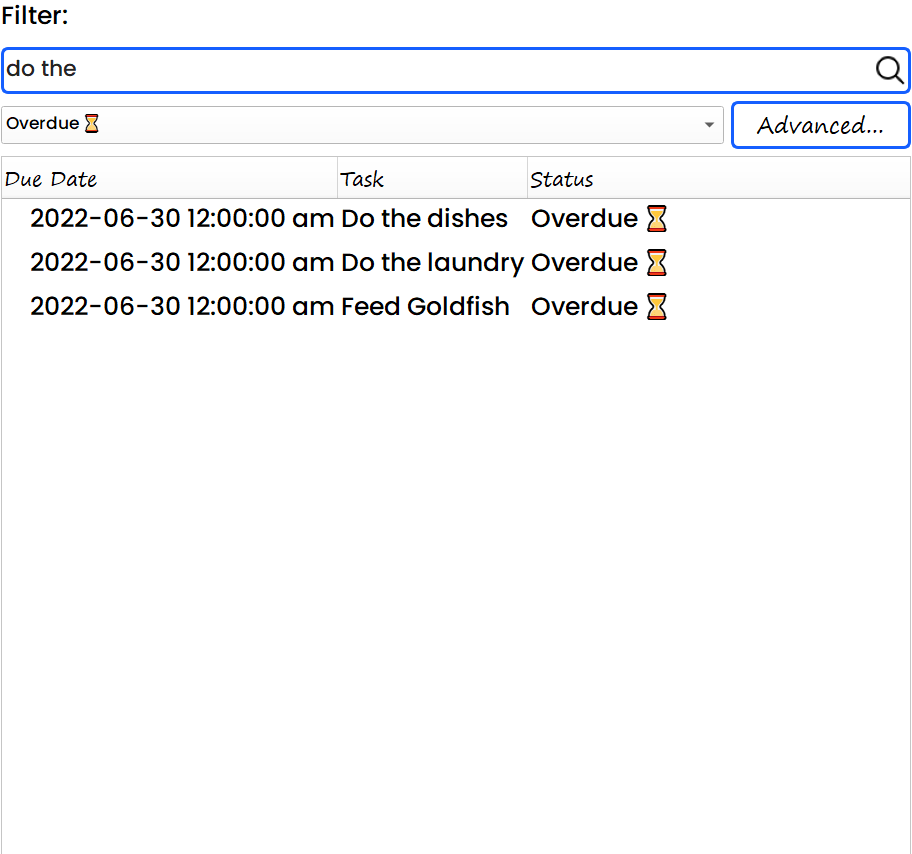 Filter:
do the
Overdue ⌛ Advanced...
Due Date Task Status
2022-06-30 12:00:00 am Do the dishes Overdue ⌛
2022-06-30 12:00:00 am Do the laundry Overdue ⌛
2022-06-30 12:00:00 am Feed Goldfish Overdue ⌛